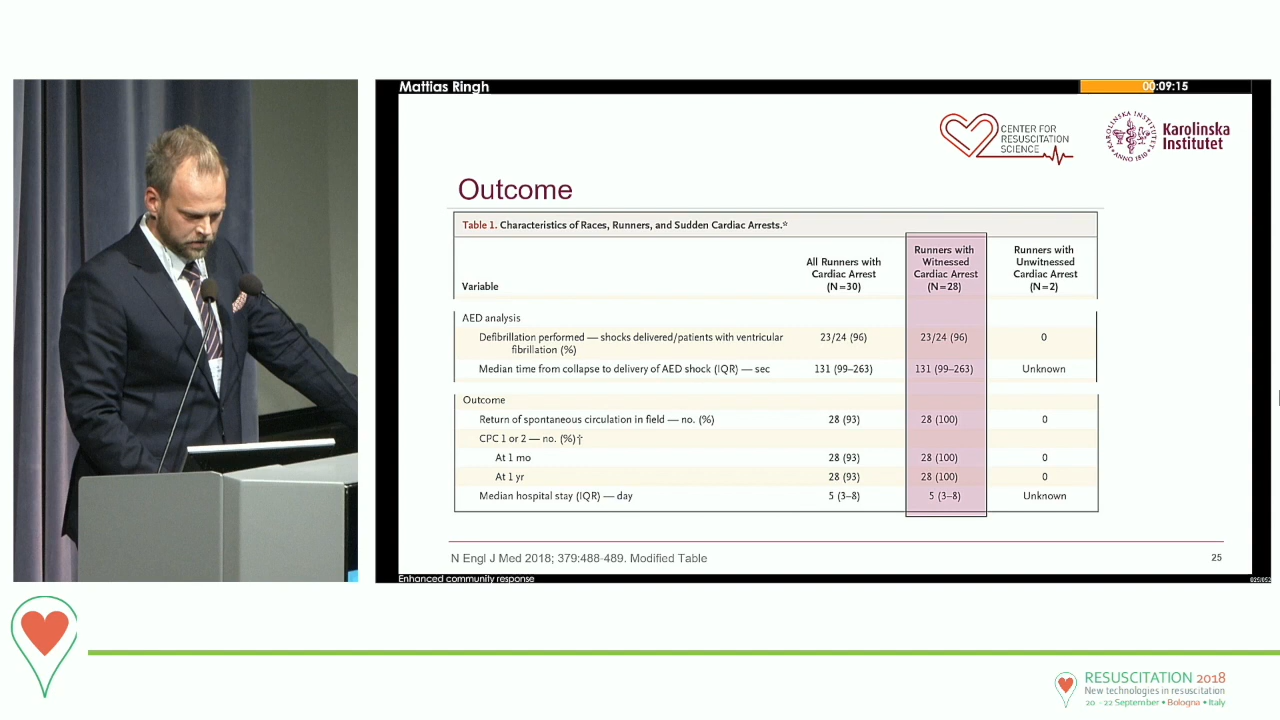 Mattias Ringh
00:09:15
CENTER FOR
RESUSCITATION
SCIENCE
KAROLINSKA INSTITUTET
ANNO 1810
Karolinska
Institutet
Outcome
Table 1. Characteristics of Races, Runners, and Sudden Cardiac Arrests.*
Variable
All Runners with
Cardiac Arrest
(N=30)
Runners with
Witnessed
Cardiac Arrest
(N=28)
Runners with
Unwitnessed
Cardiac Arrest
(N=2)
AED analysis
Defibrillation performed — shocks delivered/patients with ventricular
fibrillation (%)
23/24 (96)
23/24 (96)
0
Median time from collapse to delivery of AED shock (IQR) — sec
131 (99–263)
131 (99–263)
Unknown
Outcome
Return of spontaneous circulation in field — no. (%)
28 (93)
28 (100)
0
CPC 1 or 2 — no. (%)†
At 1 mo
28 (93)
28 (100)
0
At 1 yr
28 (93)
28 (100)
0
Median hospital stay (IQR) — day
5 (3–8)
5 (3–8)
Unknown
N Engl J Med 2018; 379:488-489. Modified Table
25
Enhanced community response
RESUSCITATION 2018
New technologies in resuscitation
20 - 22 September • Bologna • Italy